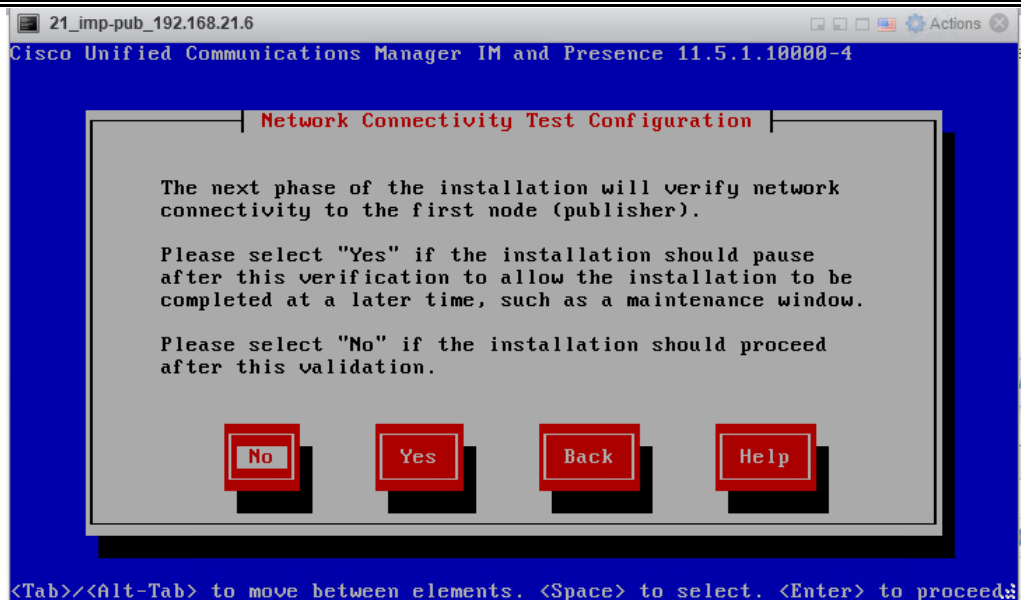 21_imp-pub_192.168.21.6
Actions
Cisco Unified Communications Manager IM and Presence 11.5.1.10000-4
Network Connectivity Test Configuration
The next phase of the installation will verify network
connectivity to the first node (publisher).
Please select "Yes" if the installation should pause
after this verification to allow the installation to be
completed at a later time, such as a maintenance window.
Please select "No" if the installation should proceed
after this validation.
No Yes Back Help
<Tab>/<Alt-Tab> to move between elements. <Space> to select. <Enter> to proceed